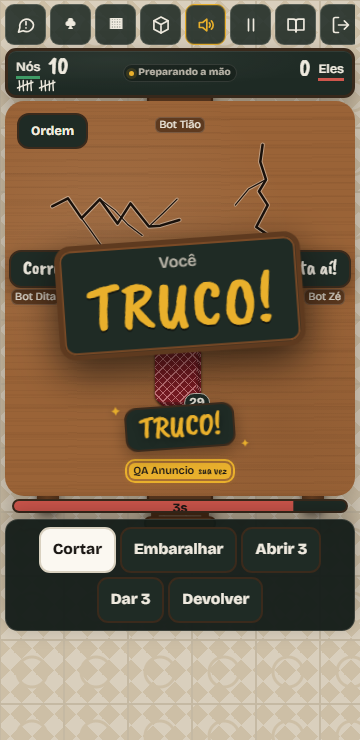 Nós 10
Preparando a mão
0 Eles
Ordem
Bot Tião
Corr
ta aí!
Bot Dita
Bot Zé
Você
TRUCO!
29
TRUCO!
QA Anuncio sua vez
3s
Cortar
Embaralhar
Abrir 3
Dar 3
Devolver